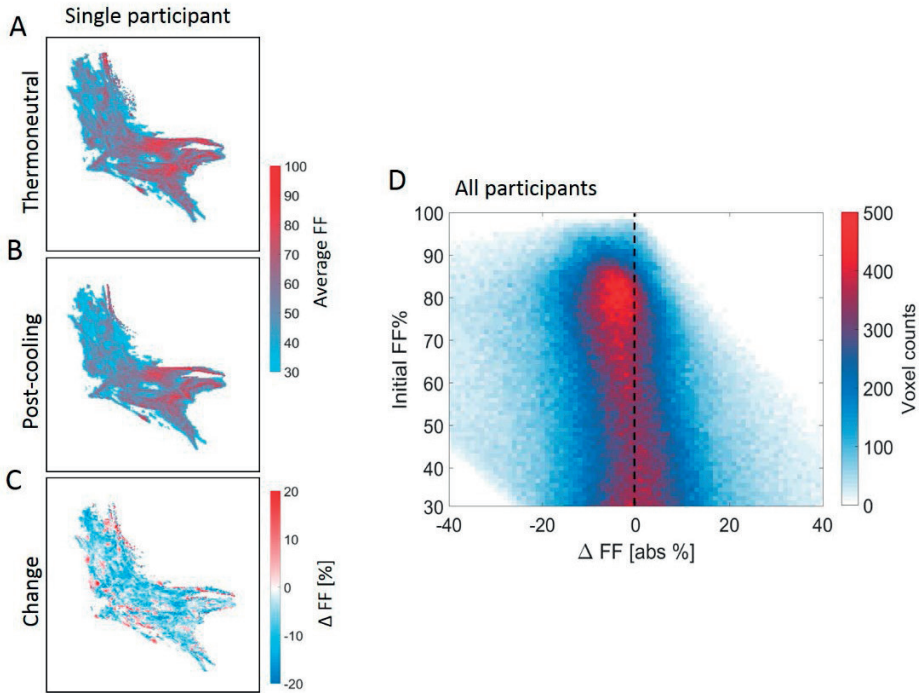 Single participant
A
Thermoneutral
B
Post-cooling
100
90
80
70
60
50
40
30
Average FF
C
Change
20
10
0
-10
-20
Δ FF [%]
D
All participants
100
90
80
70
60
50
40
30
Initial FF%
-40
-20
0
20
40
Δ FF [abs %]
500
400
300
200
100
0
Voxel counts